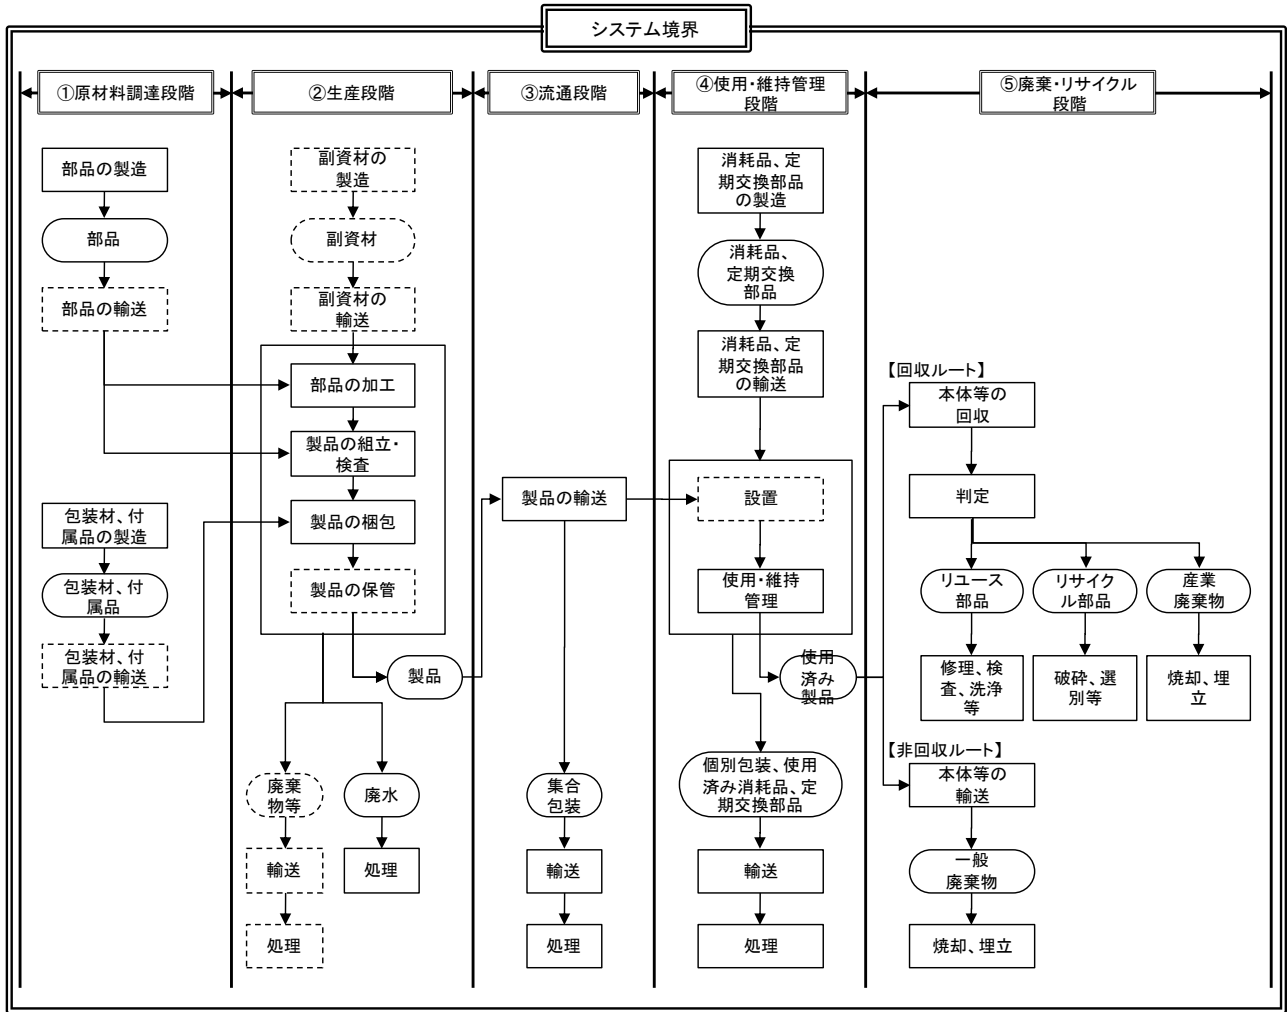 システム境界
①原材料調達段階
②生産段階
③流通段階
④使用・維持管理
段階
⑤廃棄・リサイクル
段階
部品の製造
部品
部品の輸送
包装材、付
属品の製造
包装材、付
属品
包装材、付
属品の輸送
副資材の
製造
副資材
副資材の
輸送
部品の加工
製品の組立・
検査
製品の梱包
製品の保管
製品
廃棄
物等
輸送
処理
廃水
処理
製品の輸送
集合
包装
輸送
処理
消耗品、定
期交換部品
の製造
消耗品、
定期交換
部品
消耗品、定
期交換部品
の輸送
設置
使用・維持
管理
使用
済み
製品
個別包装、使用
済み消耗品、定
期交換部品
輸送
処理
【回収ルート】
本体等の
回収
判定
リユース
部品
リサイク
ル部品
産業
廃棄物
修理、検
査、洗浄
等
破砕、選
別等
焼却、埋
立
【非回収ルート】
本体等の
輸送
一般
廃棄物
焼却、埋立